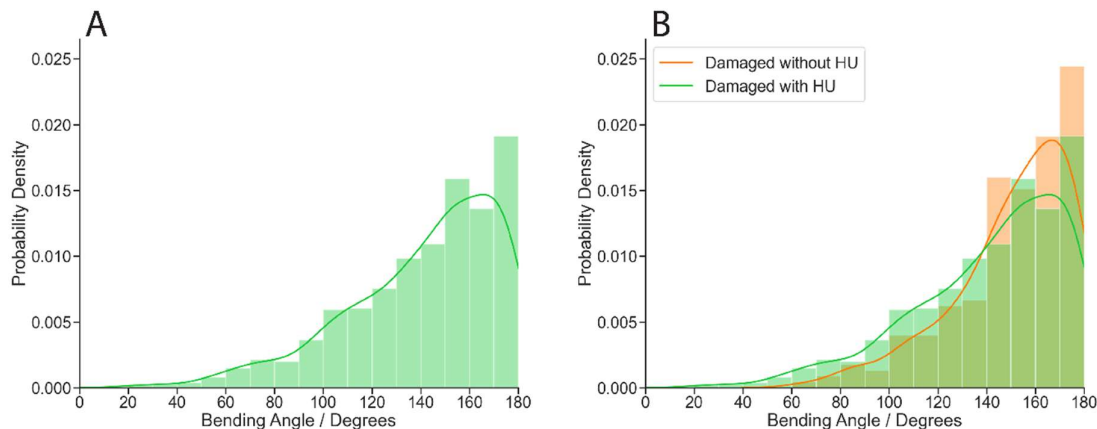 A
0.025
0.020
0.015
0.010
0.005
0.000
Probability Density
0 20 40 60 80 100 120 140 160 180
Bending Angle / Degrees
B
Damaged without HU
Damaged with HU
0.025
0.020
0.015
0.010
0.005
0.000
Probability Density
0 20 40 60 80 100 120 140 160 180
Bending Angle / Degrees